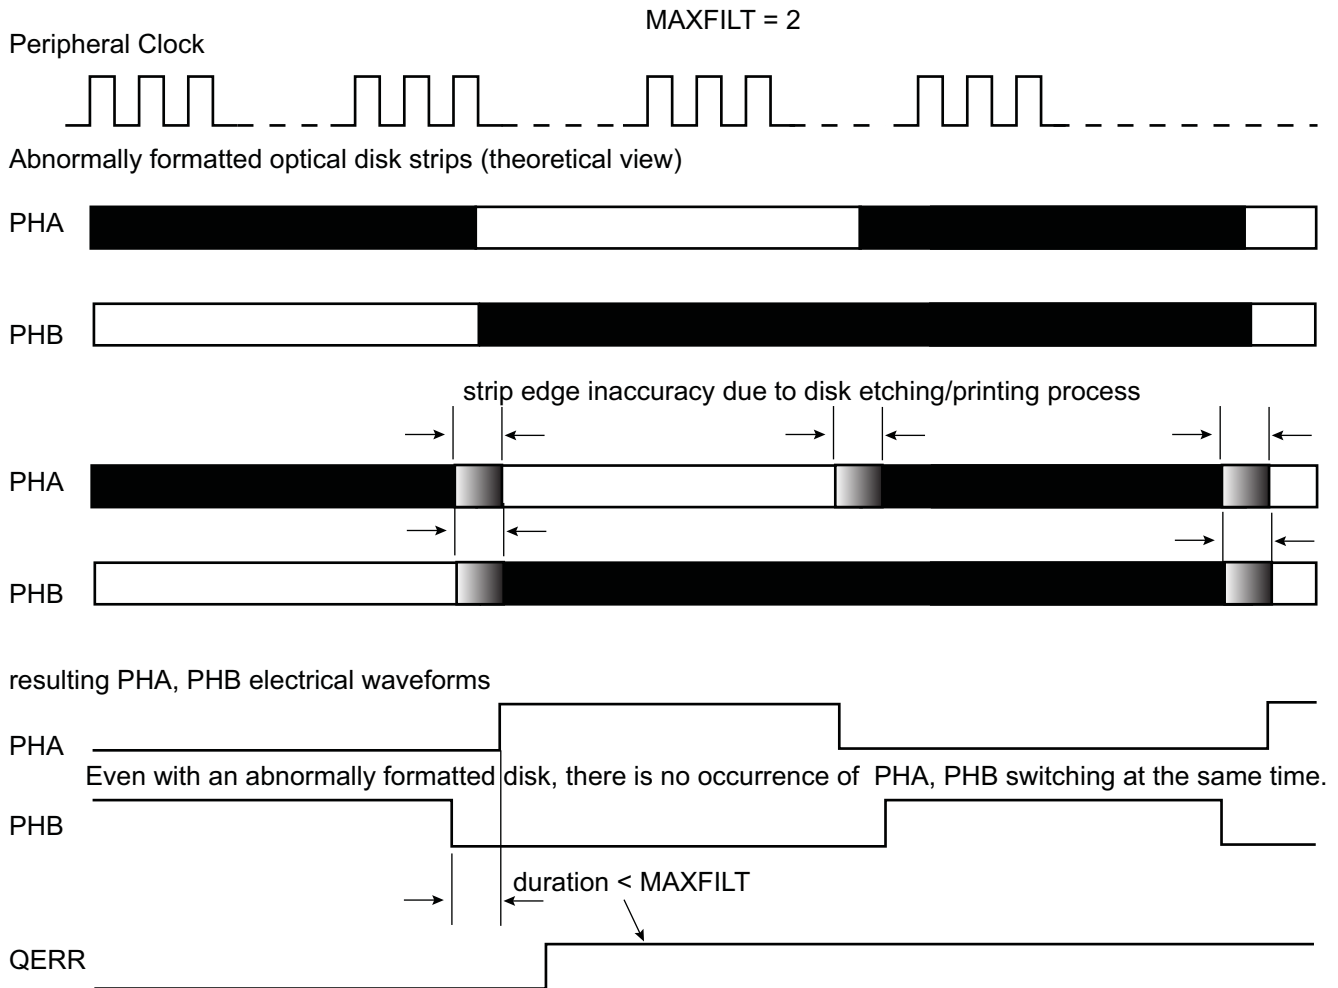 MAXFILT = 2
Peripheral Clock
Abnormally formatted optical disk strips (theoretical view)
PHA
PHB
strip edge inaccuracy due to disk etching/printing process
PHA
PHB
resulting PHA, PHB electrical waveforms
PHA
Even with an abnormally formatted disk, there is no occurrence of PHA, PHB switching at the same time.
PHB
duration < MAXFILT
QERR